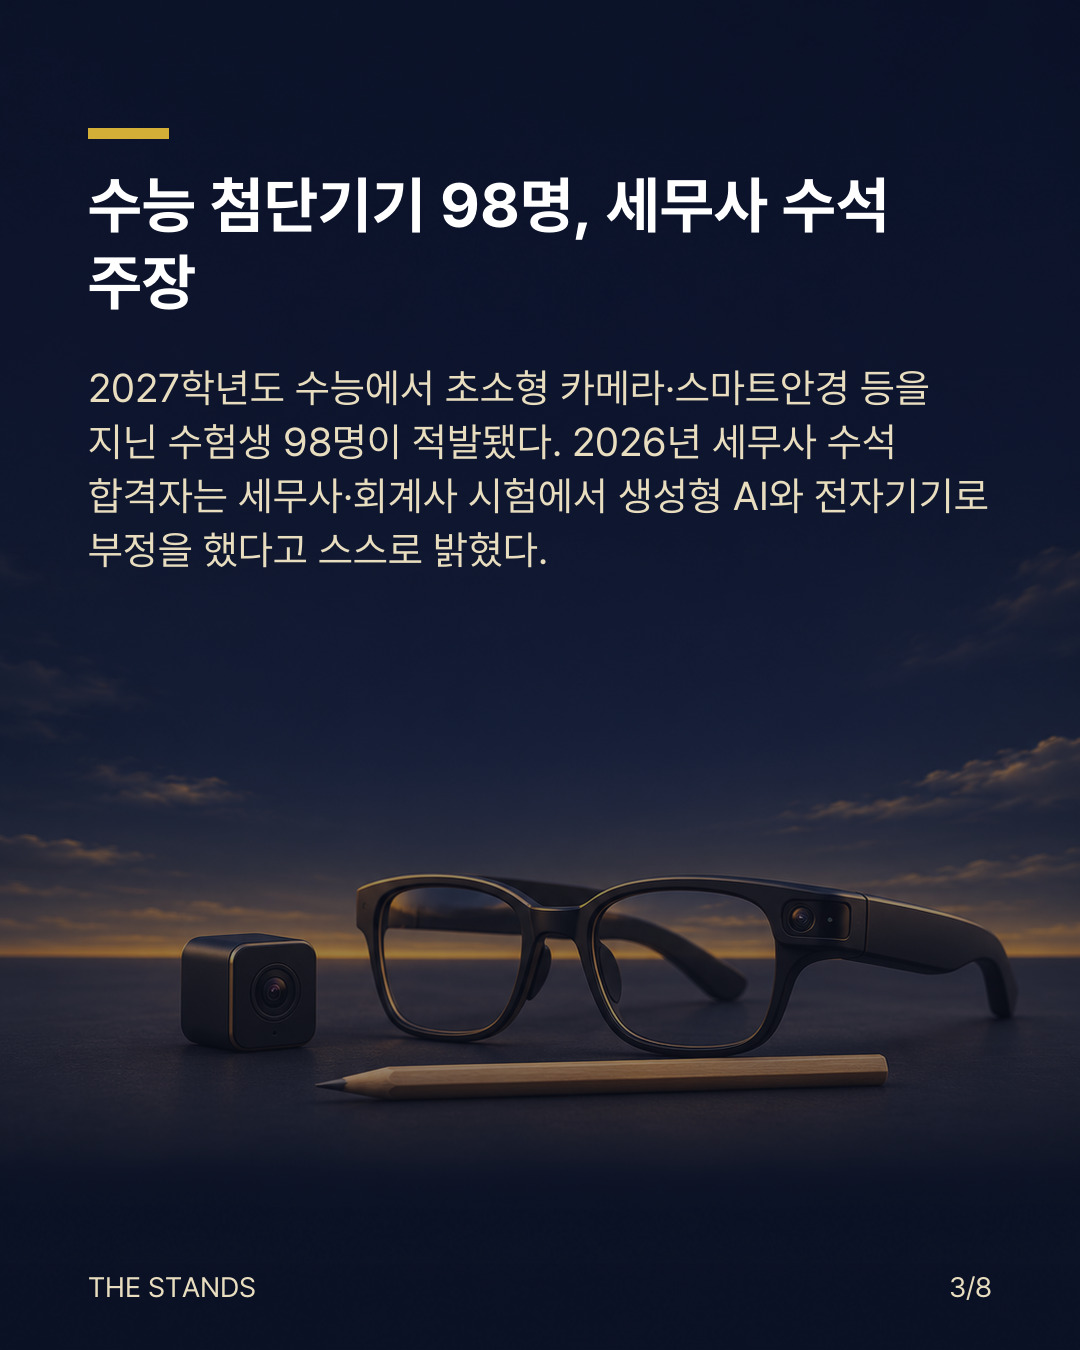 수능 첨단기기 98명, 세무사 수석
주장
2027학년도 수능에서 초소형 카메라·스마트안경 등을
지닌 수험생 98명이 적발됐다. 2026년 세무사 수석
합격자는 세무사·회계사 시험에서 생성형 AI와 전자기기로
부정을 했다고 스스로 밝혔다.
THE STANDS
3/8